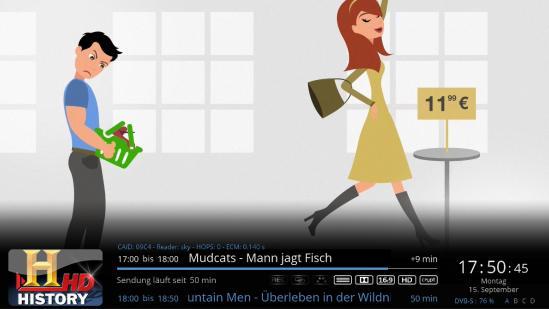 11 99 €
CAID: 09C4 - Reader: sky - HOPS: 0 - ECM: 0.140 s
17:00 bis 18:00 Mudcats - Mann jagt Fisch +9 min
Sendung läuft seit 50 min
16:9 HD crypt
18:00 bis 18:50 untain Men - Überleben in der Wildni 50 min
H HD
HISTORY
17:50:45
Montag
15. September
DVB-S : 76 % A B C D